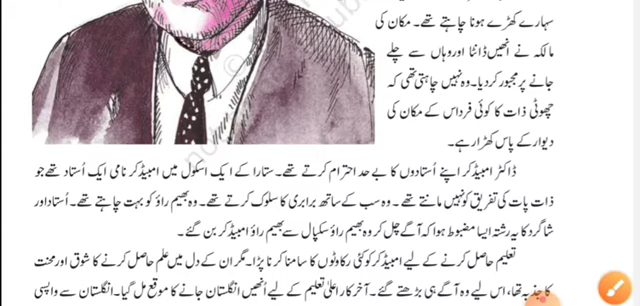 سہارے کھڑے ہونا چاہتے تھے۔ مکان کی
مالکہ نے انھیں ڈانٹا اور وہاں سے چلے
جانے پر مجبور کر دیا۔ وہ نہیں چاہتی تھی کہ
چھوٹی ذات کا کوئی فرد اس کے مکان کی
دیوار کے پاس کھڑا رہے۔
ڈاکٹر امبیڈکر اپنے اُستادوں کا بے حد احترام کرتے تھے۔ ستارا کے ایک اسکول میں امبیڈکر نامی ایک اُستاد تھے جو
ذات پات کی تفریق کو نہیں مانتے تھے۔ وہ سب کے ساتھ برابری کا سلوک کرتے تھے۔ وہ بھیم راؤ کو بہت چاہتے تھے۔ اُستاد اور
شاگرد کا یہ رشتہ ایسا مضبوط ہوا کہ آگے چل کر وہ بھیم راؤ سکپال سے بھیم راؤ امبیڈکر بن گئے۔
تعلیم حاصل کرنے کے لیے امبیڈکر کو کئی رکاوٹوں کا سامنا کرنا پڑا۔ مگر ان کے دل میں علم حاصل کرنے کا شوق اور محنت
کا جذبہ تھا، اس لیے وہ آگے ہی بڑھتے گئے۔ آخر کار اعلیٰ تعلیم کے لیے اُنھیں انگلستان جانے کا موقع مل گیا۔ انگلستان سے واپسی